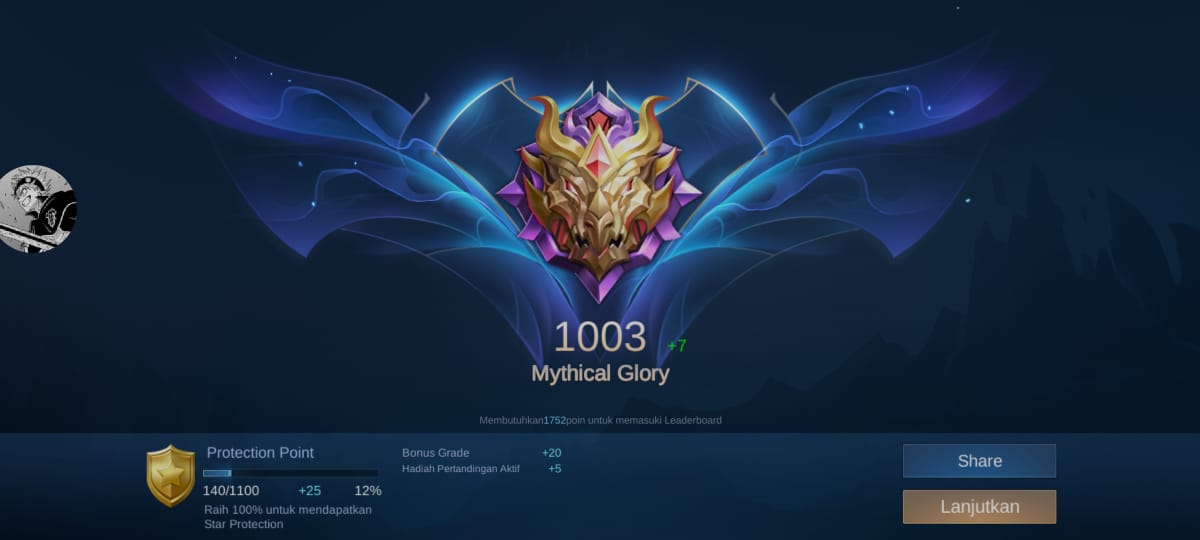 1003 +7
Mythical Glory
Membutuhkan1752poin untuk memasuki Leaderboard
Protection Point
140/1100 +25 12%
Raih 100% untuk mendapatkan
Star Protection
Bonus Grade +20
Hadiah Pertandingan Aktif +5
Share
Lanjutkan